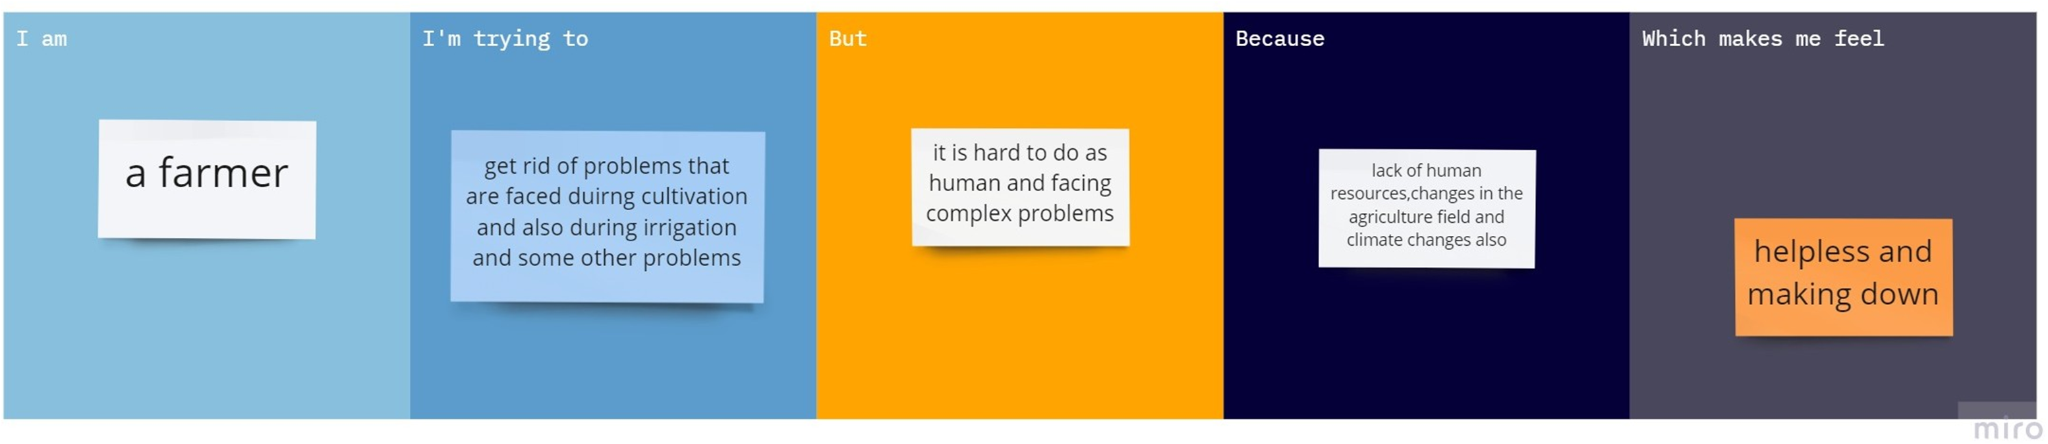 I am
a farmer
I'm trying to
get rid of problems that
are faced duirng cultivation
and also during irrigation
and some other problems
But
it is hard to do as
human and facing
complex problems
Because
lack of human
resources,changes in the
agriculture field and
climate changes also
Which makes me feel
helpless and
making down
miro